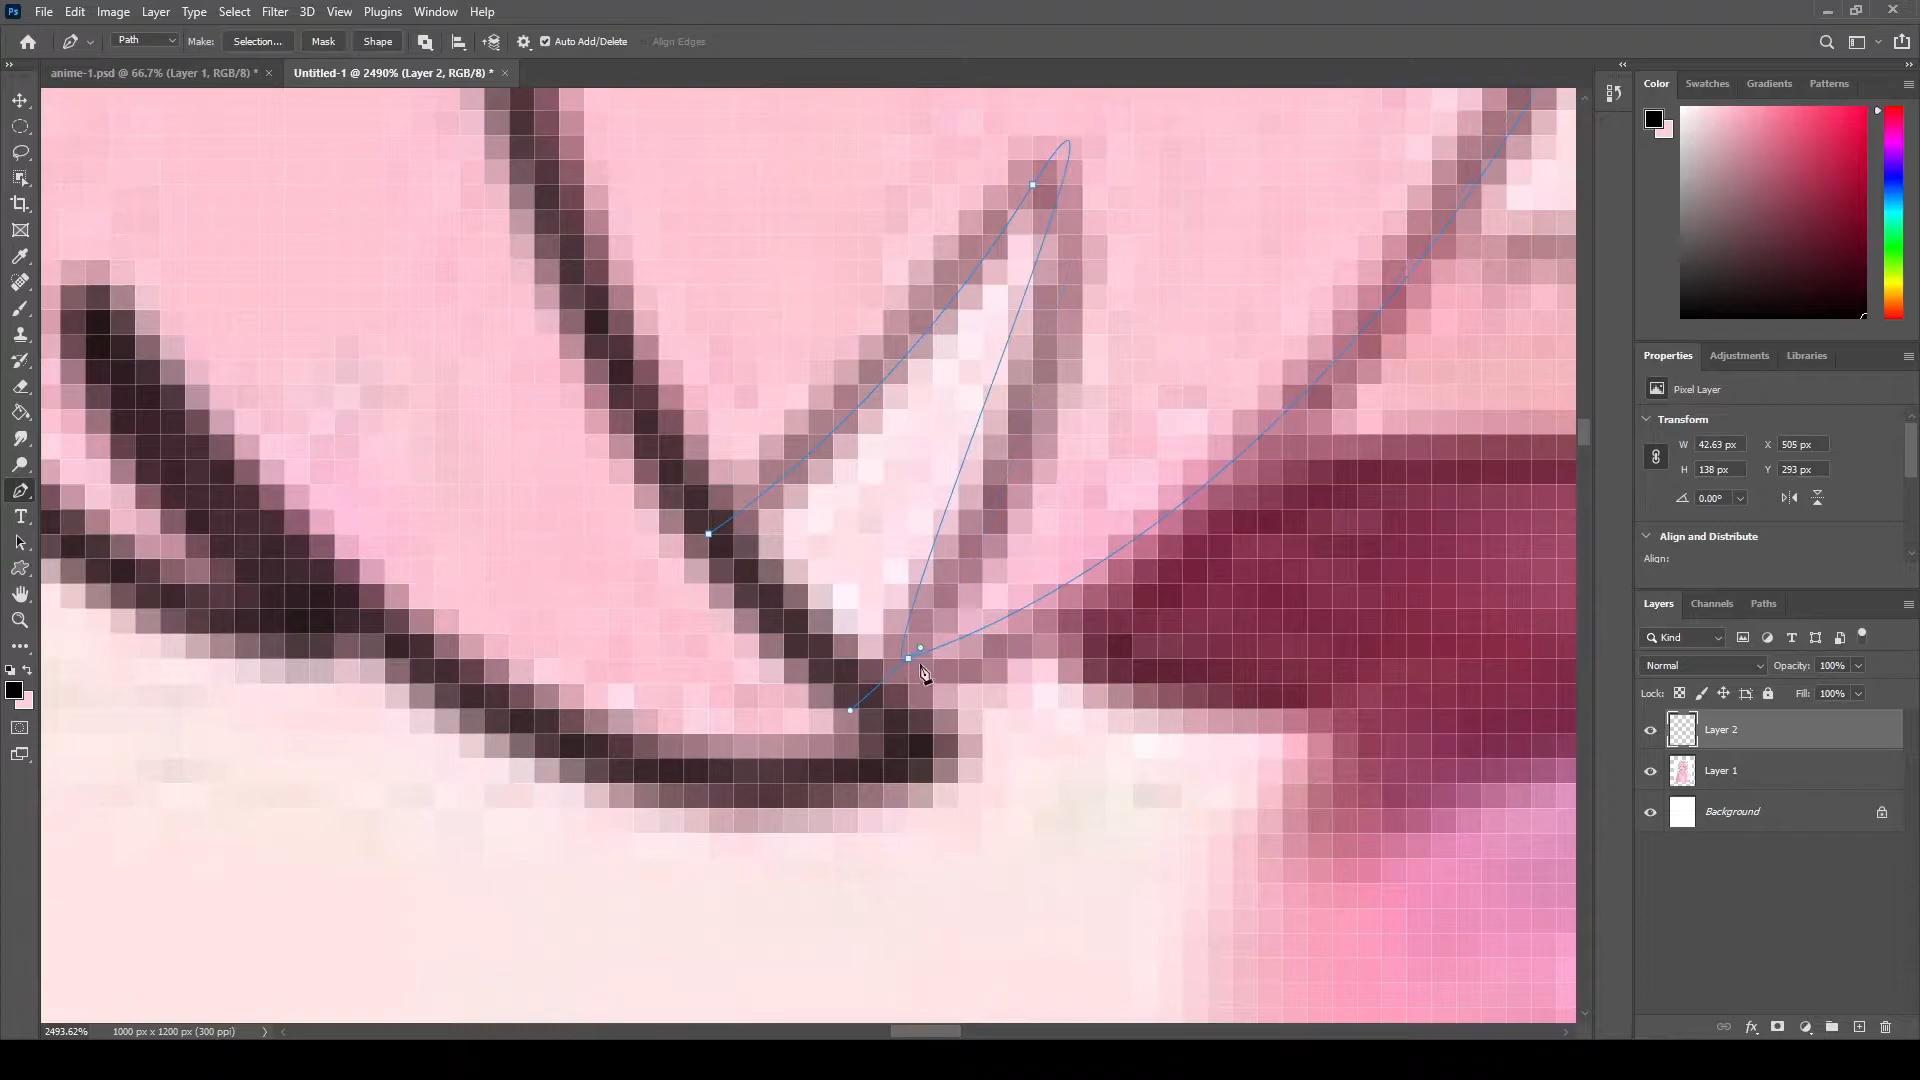 Ps File Edit Image Layer Type Select Filter 3D View Plugins Window Help
Path Make: Selection... Mask Shape Auto Add/Delete Align Edges
anime-1.psd @ 66.7% (Layer 1, RGB/8) * × Untitled-1 @ 2490% (Layer 2, RGB/8) * ×
Color Swatches Gradients Patterns
Properties Adjustments Libraries
Pixel Layer
Transform
W 42.63 px X 505 px
H 138 px Y 293 px
0.00°
Align and Distribute
Align:
Layers Channels Paths
Kind
Normal Opacity: 100%
Lock: Fill: 100%
Layer 2
Layer 1
Background
2493.62% 1000 px x 1200 px (300 ppi)